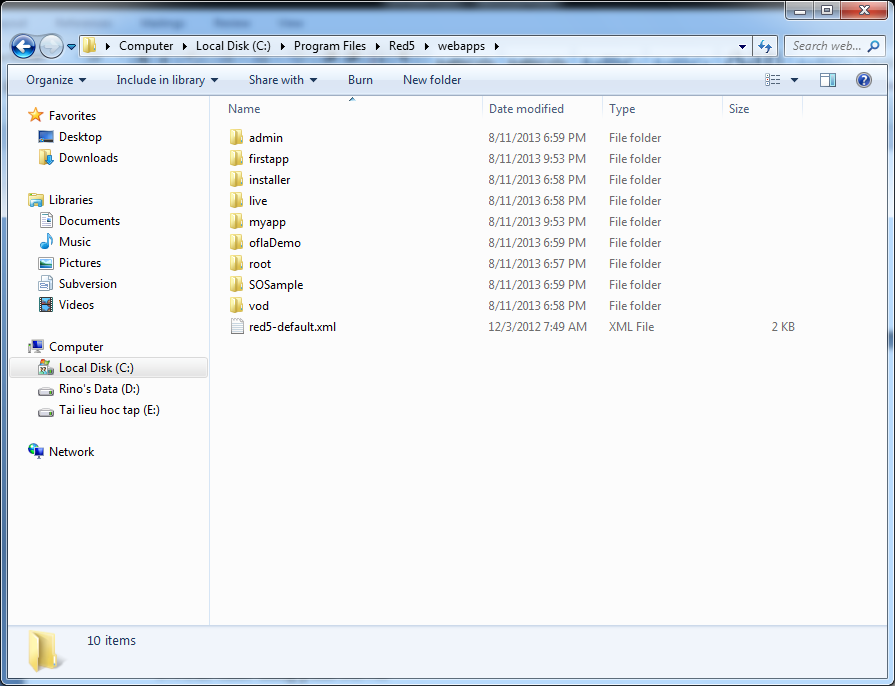 Computer Local Disk (C:) Program Files Red5 webapps Search web...
Organize Include in library Share with Burn New folder
Name Date modified Type Size
Favorites
Desktop
Downloads
Libraries
Documents
Music
Pictures
Subversion
Videos
Computer
Local Disk (C:)
Rino's Data (D:)
Tai lieu hoc tap (E:)
Network
admin 8/11/2013 6:59 PM File folder
firstapp 8/11/2013 9:53 PM File folder
installer 8/11/2013 6:58 PM File folder
live 8/11/2013 6:58 PM File folder
myapp 8/11/2013 9:53 PM File folder
oflaDemo 8/11/2013 6:59 PM File folder
root 8/11/2013 6:57 PM File folder
SOSample 8/11/2013 6:59 PM File folder
vod 8/11/2013 6:58 PM File folder
red5-default.xml 12/3/2012 7:49 AM XML File 2 KB
10 items